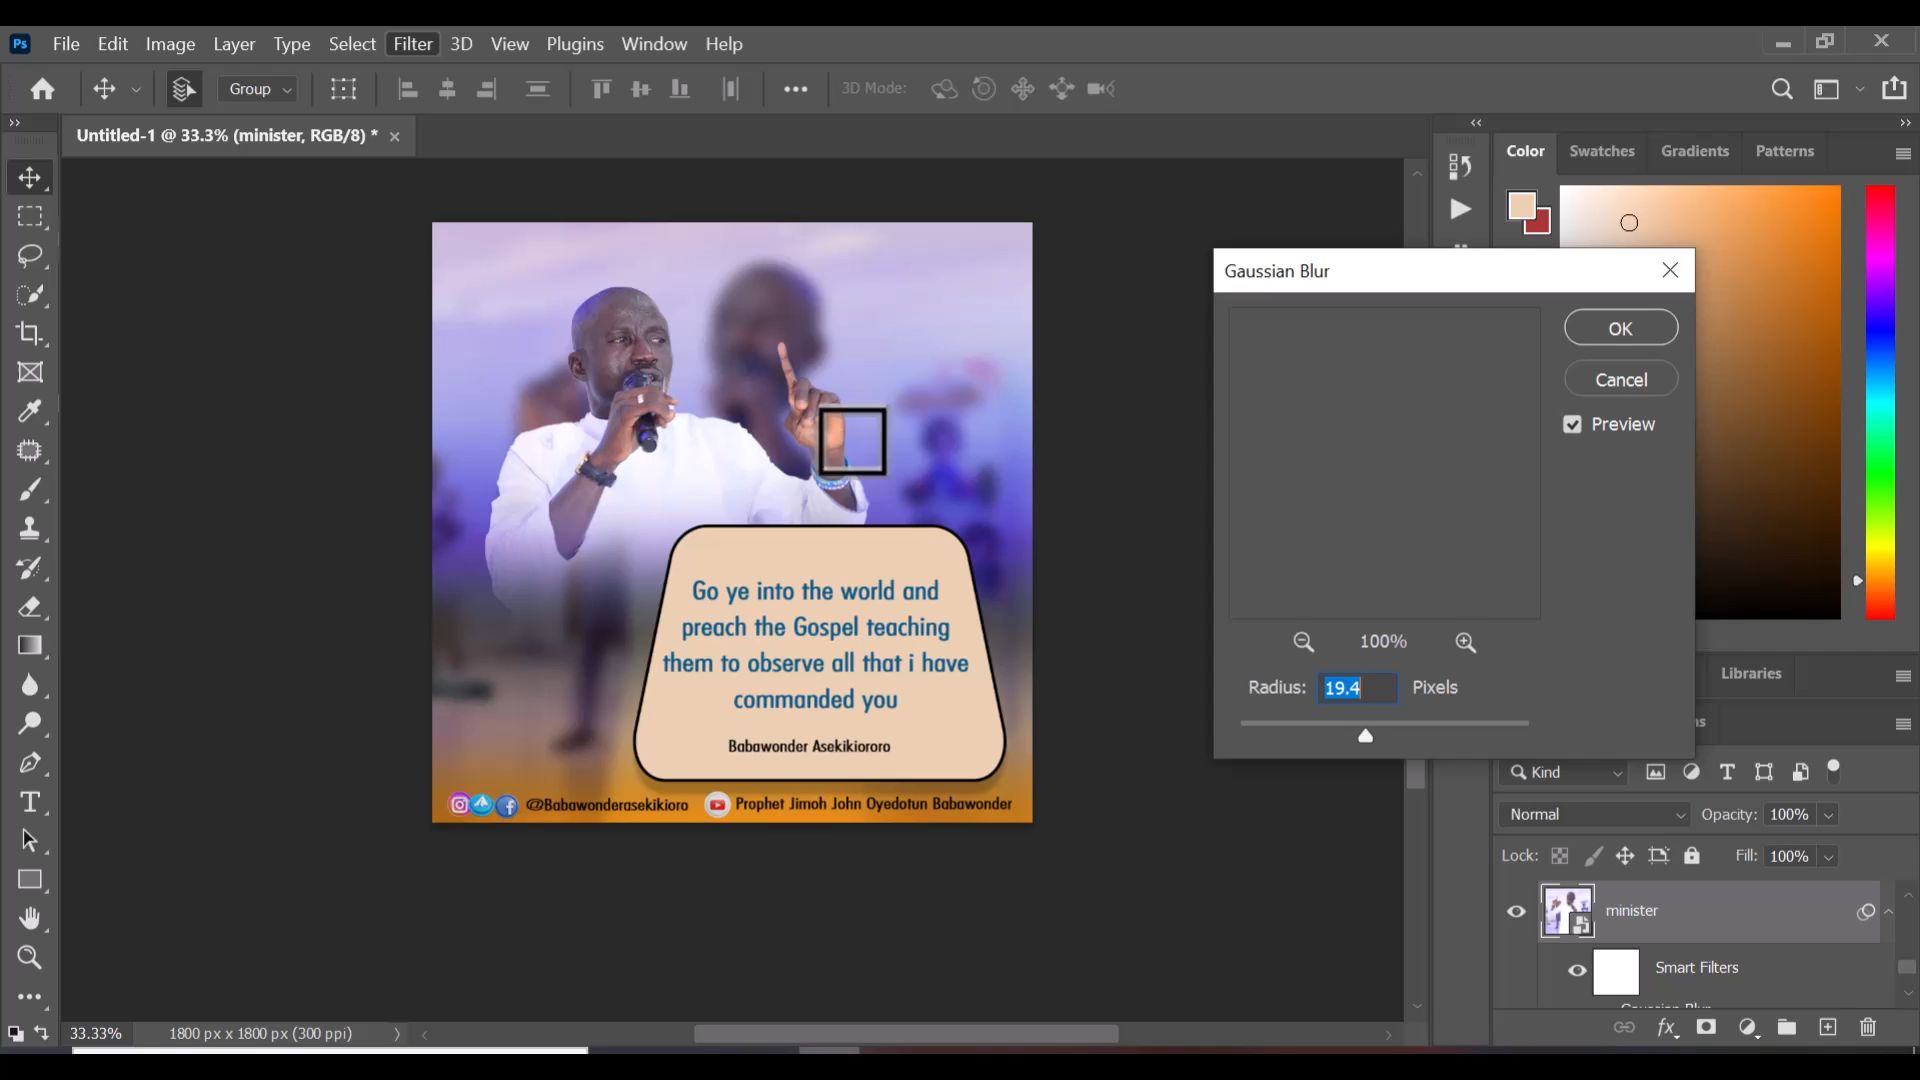 Ps File Edit Image Layer Type Select Filter 3D View Plugins Window Help
Group 3D Mode:
Untitled-1 @ 33.3% (minister, RGB/8) *
Color Swatches Gradients Patterns
Gaussian Blur
OK
Cancel
Preview
100%
Radius: 19.4 Pixels
Libraries
Kind
Normal Opacity: 100%
Lock: Fill: 100%
minister
Smart Filters
Go ye into the world and
preach the Gospel teaching
them to observe all that i have
commanded you
Babawonder Asekikiororo
@Babawonderasekikioro Prophet Jimoh John Oyedotun Babawonder
33.33% 1800 px x 1800 px (300 ppi)